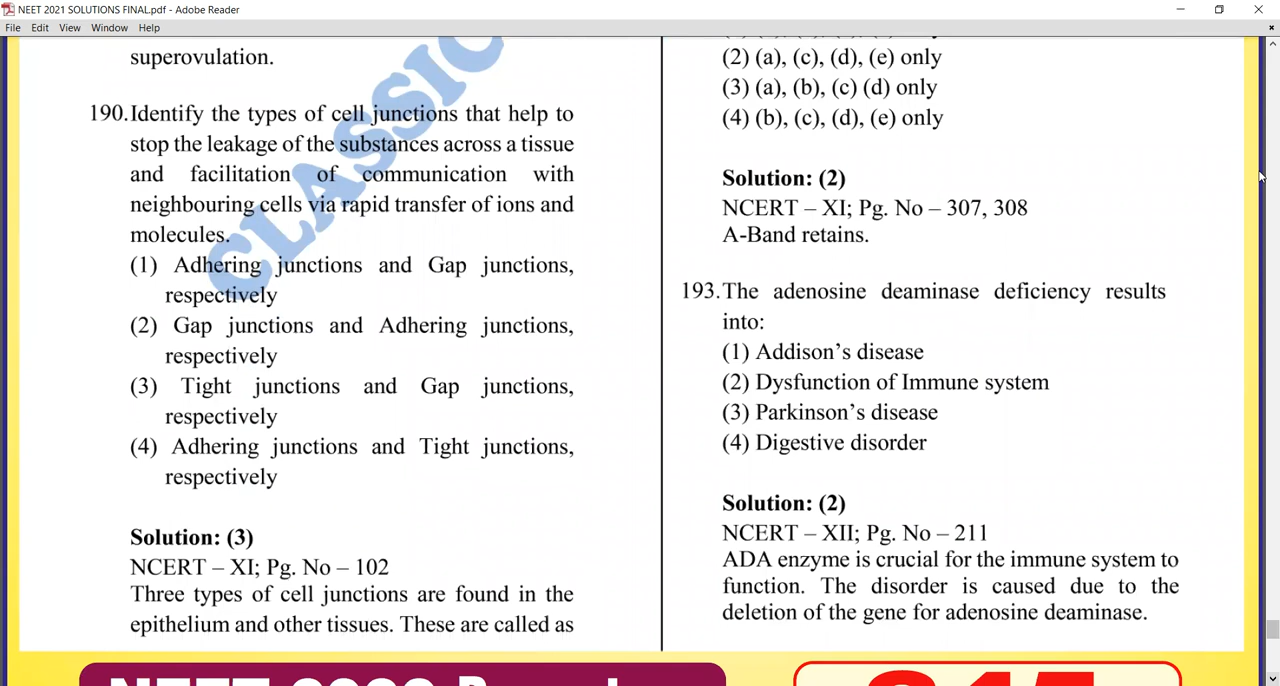 NEET 2021 SOLUTIONS FINAL.pdf - Adobe Reader
File Edit View Window Help
superovulation.
190. Identify the types of cell junctions that help to
stop the leakage of the substances across a tissue
and facilitation of communication with
neighbouring cells via rapid transfer of ions and
molecules.
(1) Adhering junctions and Gap junctions,
respectively
(2) Gap junctions and Adhering junctions,
respectively
(3) Tight junctions and Gap junctions,
respectively
(4) Adhering junctions and Tight junctions,
respectively
Solution: (3)
NCERT – XI; Pg. No – 102
Three types of cell junctions are found in the
epithelium and other tissues. These are called as
CLASSIC
(2) (a), (c), (d), (e) only
(3) (a), (b), (c) (d) only
(4) (b), (c), (d), (e) only
Solution: (2)
NCERT – XI; Pg. No – 307, 308
A-Band retains.
193. The adenosine deaminase deficiency results
into:
(1) Addison's disease
(2) Dysfunction of Immune system
(3) Parkinson's disease
(4) Digestive disorder
Solution: (2)
NCERT – XII; Pg. No – 211
ADA enzyme is crucial for the immune system to
function. The disorder is caused due to the
deletion of the gene for adenosine deaminase.